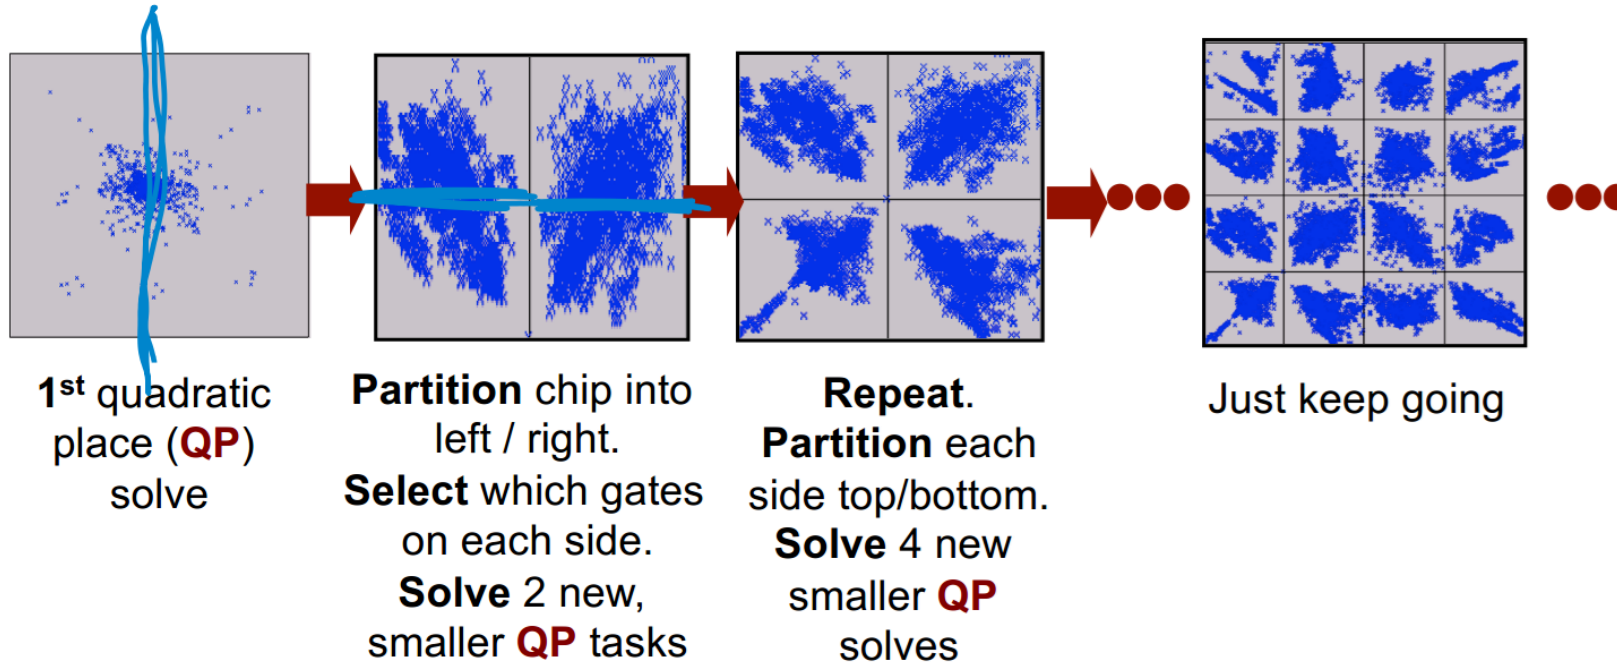 1st quadratic
place (QP)
solve
Partition chip into
left / right.
Select which gates
on each side.
Solve 2 new,
smaller QP tasks
Repeat.
Partition each
side top/bottom.
Solve 4 new
smaller QP
solves
Just keep going